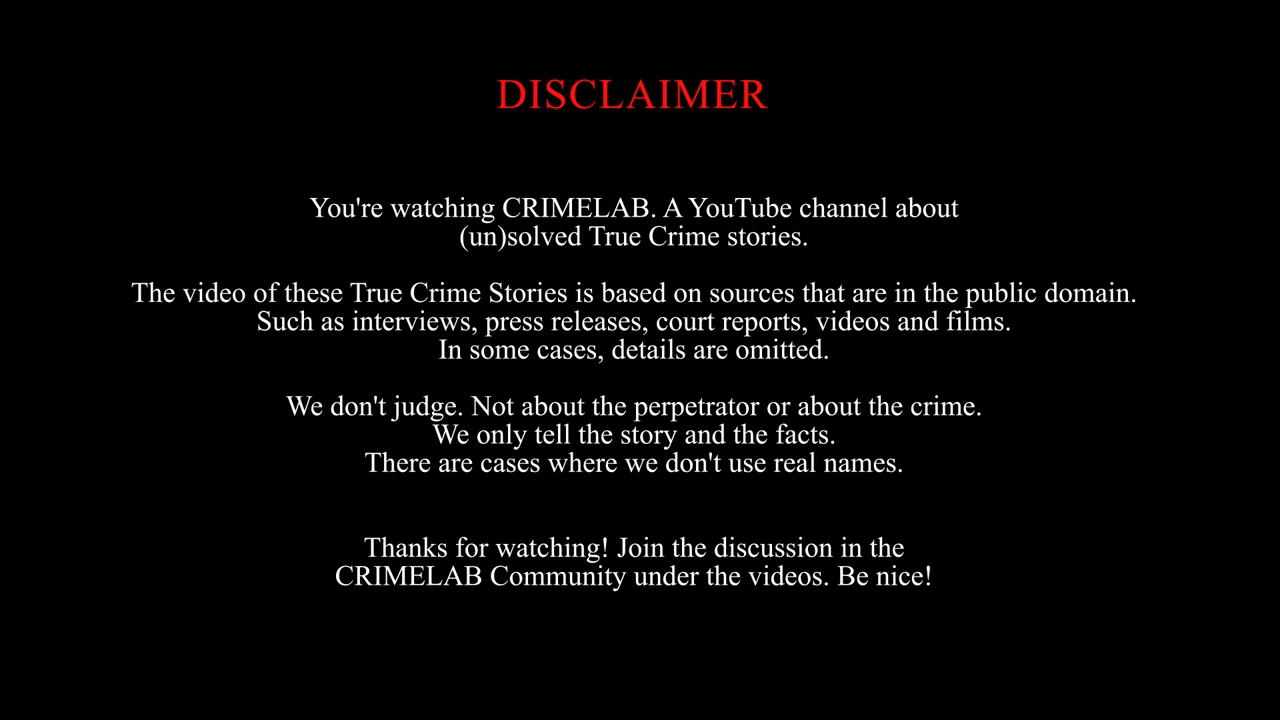 DISCLAIMER
You're watching CRIMELAB. A YouTube channel about
(un)solved True Crime stories.
The video of these True Crime Stories is based on sources that are in the public domain.
Such as interviews, press releases, court reports, videos and films.
In some cases, details are omitted.
We don't judge. Not about the perpetrator or about the crime.
We only tell the story and the facts.
There are cases where we don't use real names.
Thanks for watching! Join the discussion in the
CRIMELAB Community under the videos. Be nice!